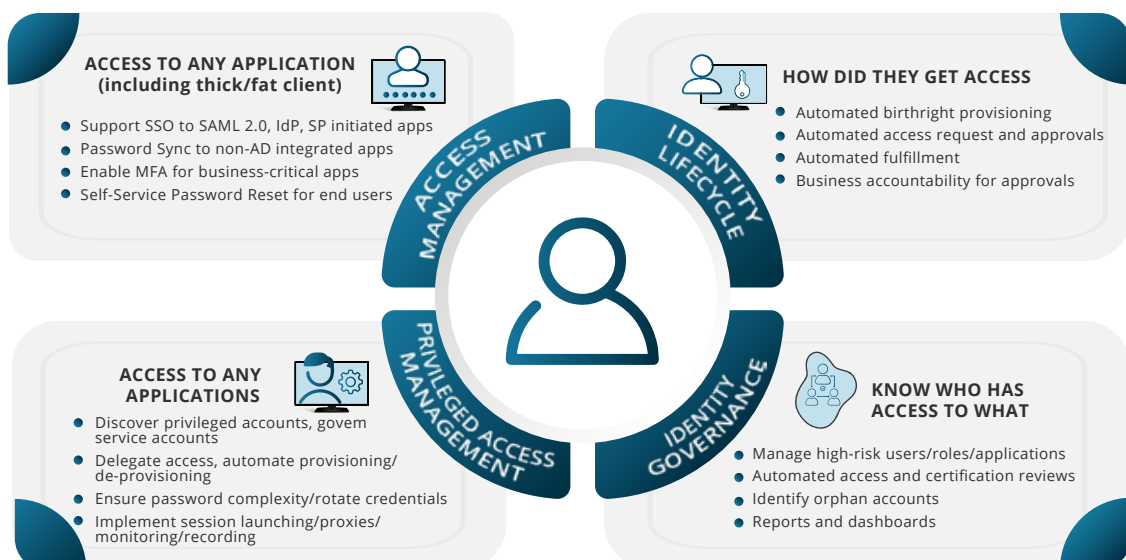 ACCESS TO ANY APPLICATION
(including thick/fat client)
Support SSO to SAML 2.0, IdP, SP initiated apps
Password Sync to non-AD integrated apps
Enable MFA for business-critical apps
Self-Service Password Reset for end users
ACCESS
MANAGEMENT
IDENTITY
LIFECYCLE
HOW DID THEY GET ACCESS
Automated birthright provisioning
Automated access request and approvals
Automated fulfillment
Business accountability for approvals
ACCESS TO ANY
APPLICATIONS
Discover privileged accounts, govem
service accounts
Delegate access, automate provisioning/
de-provisioning
Ensure password complexity/rotate credentials
Implement session launching/proxies/
monitoring/recording
PRIVILEGED ACCESS
MANAGEMENT
IDENTITY
GOVERNANCE
KNOW WHO HAS
ACCESS TO WHAT
Manage high-risk users/roles/applications
Automated access and certification reviews
Identify orphan accounts
Reports and dashboards